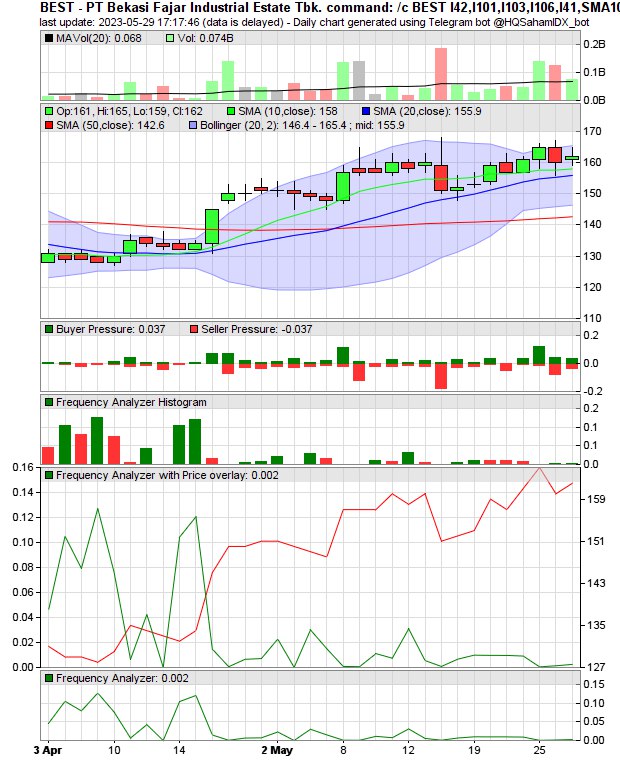 BEST - PT Bekasi Fajar Industrial Estate Tbk. command: /c BEST I42,I101,I103,I106,I41,SMA10
last update: 2023-05-29 17:17:46 (data is delayed) - Daily chart generated using Telegram bot @HQSahamIDX_bot
MAVol(20): 0.068 Vol: 0.074B
0.2B
0.1B
0.0B
Op:161, Hi:165, Lo:159, Cl:162 SMA (10,close): 158 SMA (20,close): 155.9
SMA (50,close): 142.6 Bollinger (20, 2): 146.4 - 165.4 ; mid: 155.9
170
160
150
140
130
120
110
Buyer Pressure: 0.037 Seller Pressure: -0.037
0.2
0.0
-0.2
Frequency Analyzer Histogram
0.2
0.1
0.1
0.0
Frequency Analyzer with Price overlay: 0.002
0.16
0.14
0.12
0.10
0.08
0.06
0.04
0.02
0.00
159
151
143
135
127
Frequency Analyzer: 0.002
0.15
0.10
0.05
0.00
3 Apr 10 14 2 May 8 12 19 25